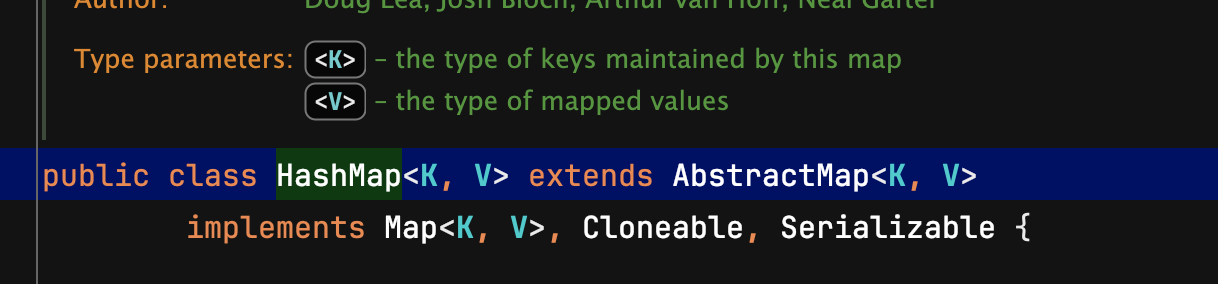 Author: Doug Lea, Josh Bloch, Arthur van Hoff, Neal Gafter
Type parameters: <K> – the type of keys maintained by this map
<V> – the type of mapped values
public class HashMap<K, V> extends AbstractMap<K, V>
implements Map<K, V>, Cloneable, Serializable {